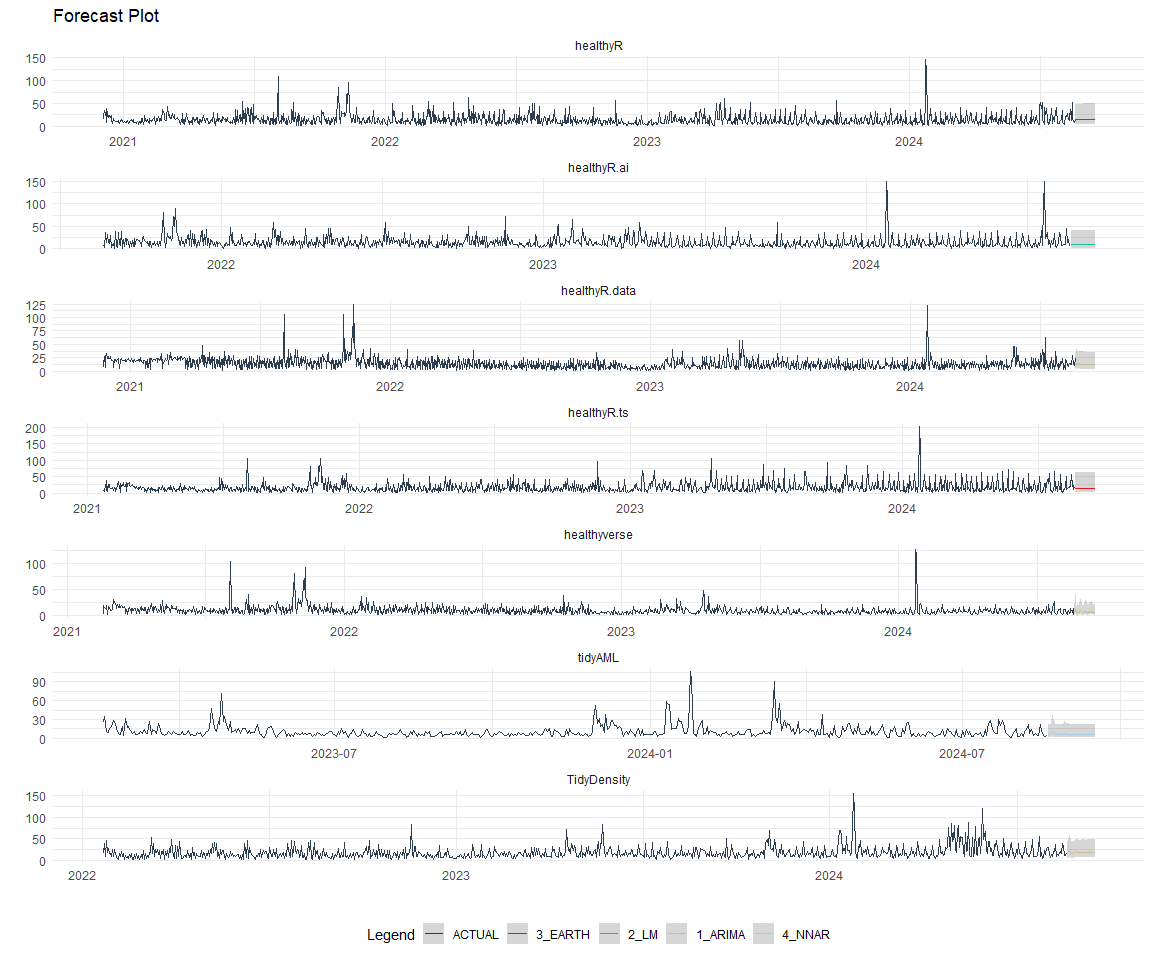 Forecast Plot
healthyR
150
100
50
0
2021 2022 2023 2024
healthyR.ai
150
100
50
0
2022 2023 2024
healthyR.data
125
100
75
50
25
0
2021 2022 2023 2024
healthyR.ts
200
150
100
50
0
2021 2022 2023 2024
healthyverse
100
50
0
2021 2022 2023 2024
tidyAML
90
60
30
0
2023-07 2024-01 2024-07
TidyDensity
150
100
50
0
2022 2023 2024
Legend ACTUAL 3_EARTH 2_LM 1_ARIMA 4_NNAR